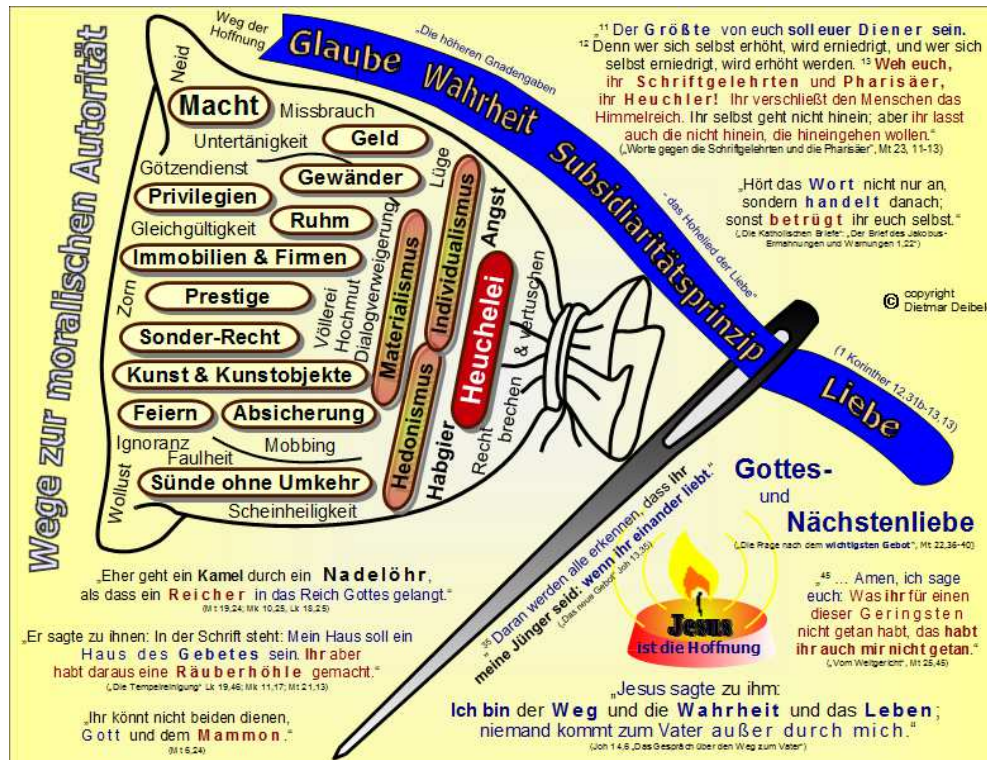 Wege zur moralischen Autorität
Weg der
Hoffnung
Glaube Wahrheit Subsidiaritätsprinzip Liebe
„Die höheren Gnadengaben
- das Hohelied der Liebe“
(1 Korinther 12,31b-13,13)
„¹¹ Der Größte von euch soll euer Diener sein.
¹² Denn wer sich selbst erhöht, wird erniedrigt, und wer sich
selbst erniedrigt, wird erhöht werden. ¹³ Weh euch,
ihr Schriftgelehrten und Pharisäer,
ihr Heuchler! Ihr verschließt den Menschen das
Himmelreich. Ihr selbst geht nicht hinein; aber ihr lasst
auch die nicht hinein, die hineingehen wollen.“
(„Worte gegen die Schriftgelehrten und die Pharisäer“, Mt 23, 11-13)
„Hört das Wort nicht nur an,
sondern handelt danach;
sonst betrügt ihr euch selbst.“
(„Die Katholischen Briefe“: „Der Brief des Jakobus-
Ermahnungen und Warnungen 1,22“)
© copyright
Dietmar Deibel
Neid
Macht
Missbrauch
Untertänigkeit
Geld
Lüge
Götzendienst
Gewänder
Privilegien
Ruhm
Gleichgültigkeit
Immobilien & Firmen
Zorn
Prestige
Sonder-Recht
Völlerei
Hochmut
Dialogverweigerung
Materialismus
Individualismus
Angst
Heuchelei
Kunst & Kunstobjekte
Feiern
Absicherung
Hedonismus
Habgier
Recht
brechen & vertuschen
Ignoranz
Mobbing
Faulheit
Wollust
Sünde ohne Umkehr
Scheinheiligkeit
Gottes-
und
Nächstenliebe
(„Die Frage nach dem wichtigsten Gebot“, Mt 22,36-40)
„³⁵ Daran werden alle erkennen, dass ihr
meine Jünger seid: wenn ihr einander liebt.“
(„Das neue Gebot“ Joh 13,35)
„Eher geht ein Kamel durch ein Nadelöhr,
als dass ein Reicher in das Reich Gottes gelangt.“
(Mt 19,24; Mk 10,25, Lk 18,25)
„Er sagte zu ihnen: In der Schrift steht: Mein Haus soll ein
Haus des Gebetes sein. Ihr aber
habt daraus eine Räuberhöhle gemacht.“
(„Die Tempelreinigung“ Lk 19,46; Mk 11,17; Mt 21,13)
„Ihr könnt nicht beiden dienen,
Gott und dem Mammon.“
(Mt 6,24)
Jesus
ist die Hoffnung
„⁴⁵ ... Amen, ich sage
euch: Was ihr für einen
dieser Geringsten
nicht getan habt, das habt
ihr auch mir nicht getan.“
(„Vom Weltgericht“, Mt 25,45)
„Jesus sagte zu ihm:
Ich bin der Weg und die Wahrheit und das Leben;
niemand kommt zum Vater außer durch mich.“
(Joh 14,6 „Das Gespräch über den Weg zum Vater“)